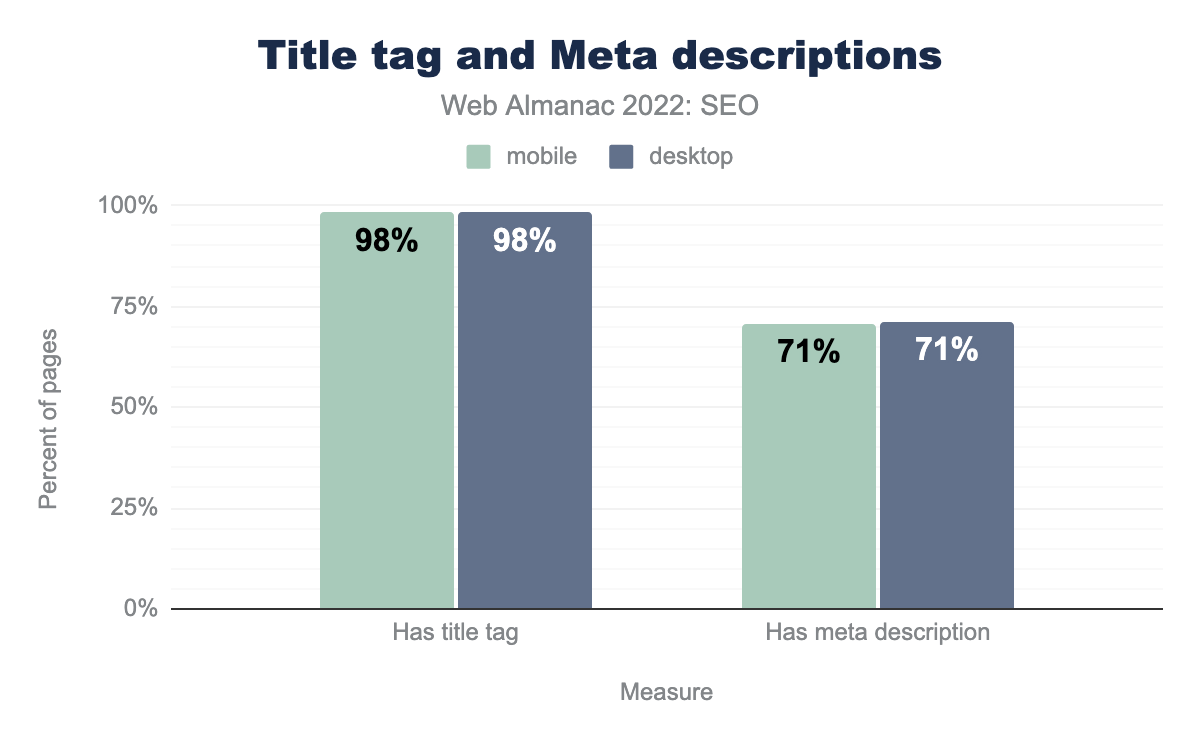 Title tag and Meta descriptions
Web Almanac 2022: SEO
mobile desktop
100%
75%
50%
25%
0%
Percent of pages
98% 98%
71% 71%
Has title tag Has meta description
Measure